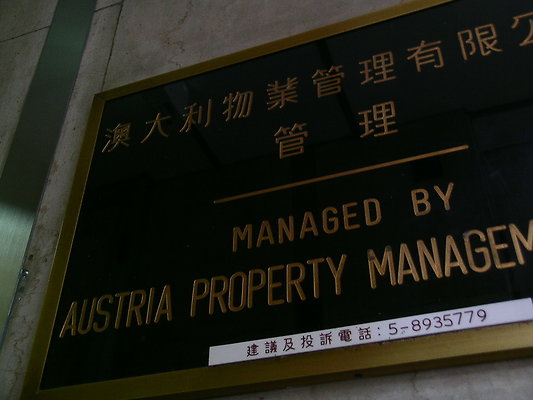 澳大利物業管理有限公
管理
MANAGED BY
AUSTRIA PROPERTY MANAGEM
建議及投訴電話：5-8935779